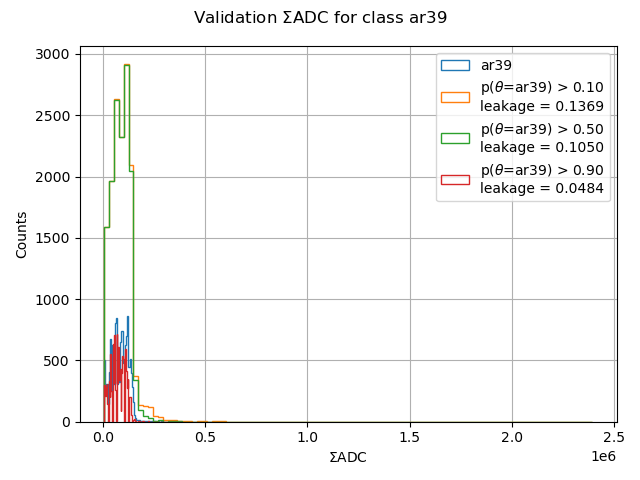 Validation ΣADC for class ar39
3000
2500
2000
1500
1000
500
0
Counts
ar39
p(θ=ar39) > 0.10
leakage = 0.1369
p(θ=ar39) > 0.50
leakage = 0.1050
p(θ=ar39) > 0.90
leakage = 0.0484
0.0 0.5 1.0 1.5 2.0 2.5
ΣADC
1e6